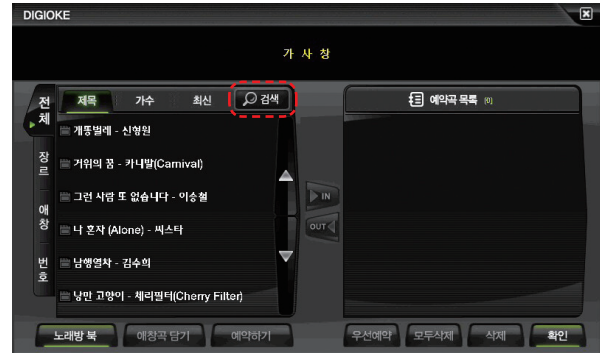 DIGIOKE
가 사 창
전체
장르
애창
번호
제목 가수 최신 검색
개똥벌레 - 신형원
거위의 꿈 - 카니발(Carnival)
그런 사람 또 없습니다 - 이승철
나 혼자 (Alone) - 씨스타
남행열차 - 김수희
낭만 고양이 - 체리필터(Cherry Filter)
IN
OUT
예약곡 목록 [0]
노래방 북 애창곡 담기 예약하기 우선예약 모두삭제 삭제 확인